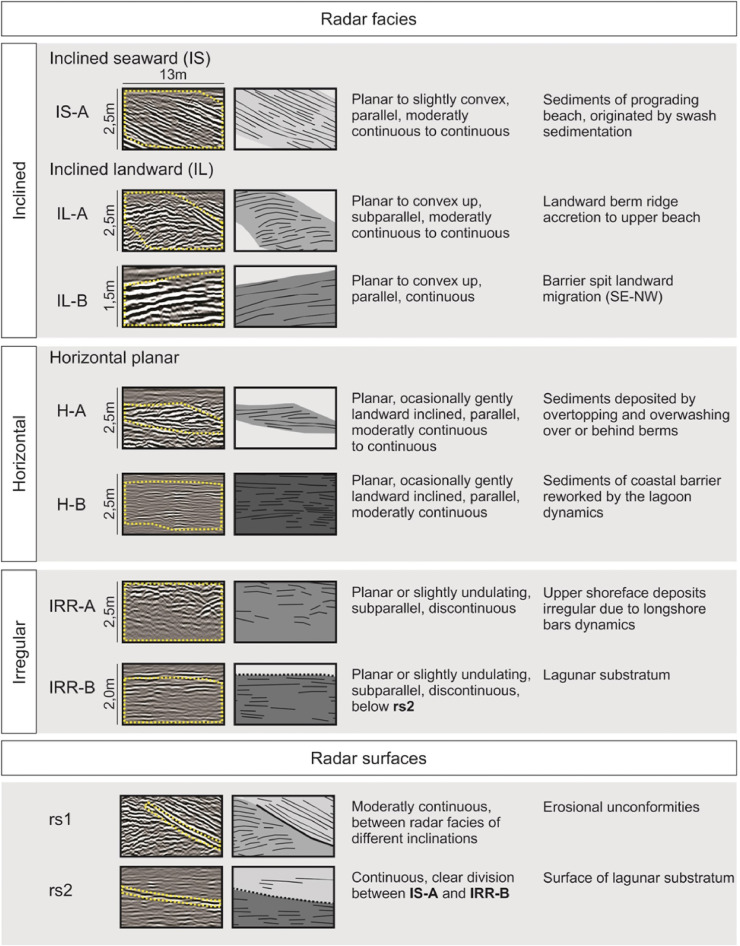 Radar facies
Inclined
Inclined seaward (IS)
13m
IS-A
2,5m
Planar to slightly convex,
parallel, moderatly
continuous to continuous
Sediments of prograding
beach, originated by swash
sedimentation
Inclined landward (IL)
IL-A
2,5m
Planar to convex up,
subparallel, moderatly
continuous to continuous
Landward berm ridge
accretion to upper beach
IL-B
1,5m
Planar to convex up,
parallel, continuous
Barrier spit landward
migration (SE-NW)
Horizontal
Horizontal planar
H-A
2,5m
Planar, ocasionally gently
landward inclined, parallel,
moderatly continuous
to continuous
Sediments deposited by
overtopping and overwashing
over or behind berms
H-B
2,5m
Planar, ocasionally gently
landward inclined, parallel,
moderatly continuous
Sediments of coastal barrier
reworked by the lagoon
dynamics
Irregular
IRR-A
2,5m
Planar or slightly undulating,
subparallel, discontinuous
Upper shoreface deposits
irregular due to longshore
bars dynamics
IRR-B
2,0m
Planar or slightly undulating,
subparallel, discontinuous,
below rs2
Lagunar substratum
Radar surfaces
rs1
Moderatly continuous,
between radar facies of
different inclinations
Erosional unconformities
rs2
Continuous, clear division
between IS-A and IRR-B
Surface of lagunar substratum